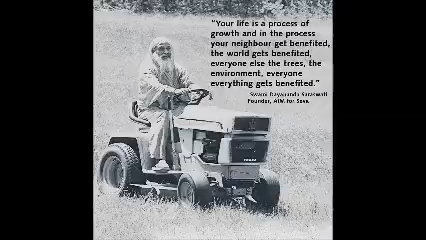 "Your life is a process of
growth and in the process
your neighbour get benefited,
the world gets benefited,
everyone else the trees, the
environment, everyone
everything gets benefited."
Swami Dayananda Saraswati
Founder, AIM for Seva.